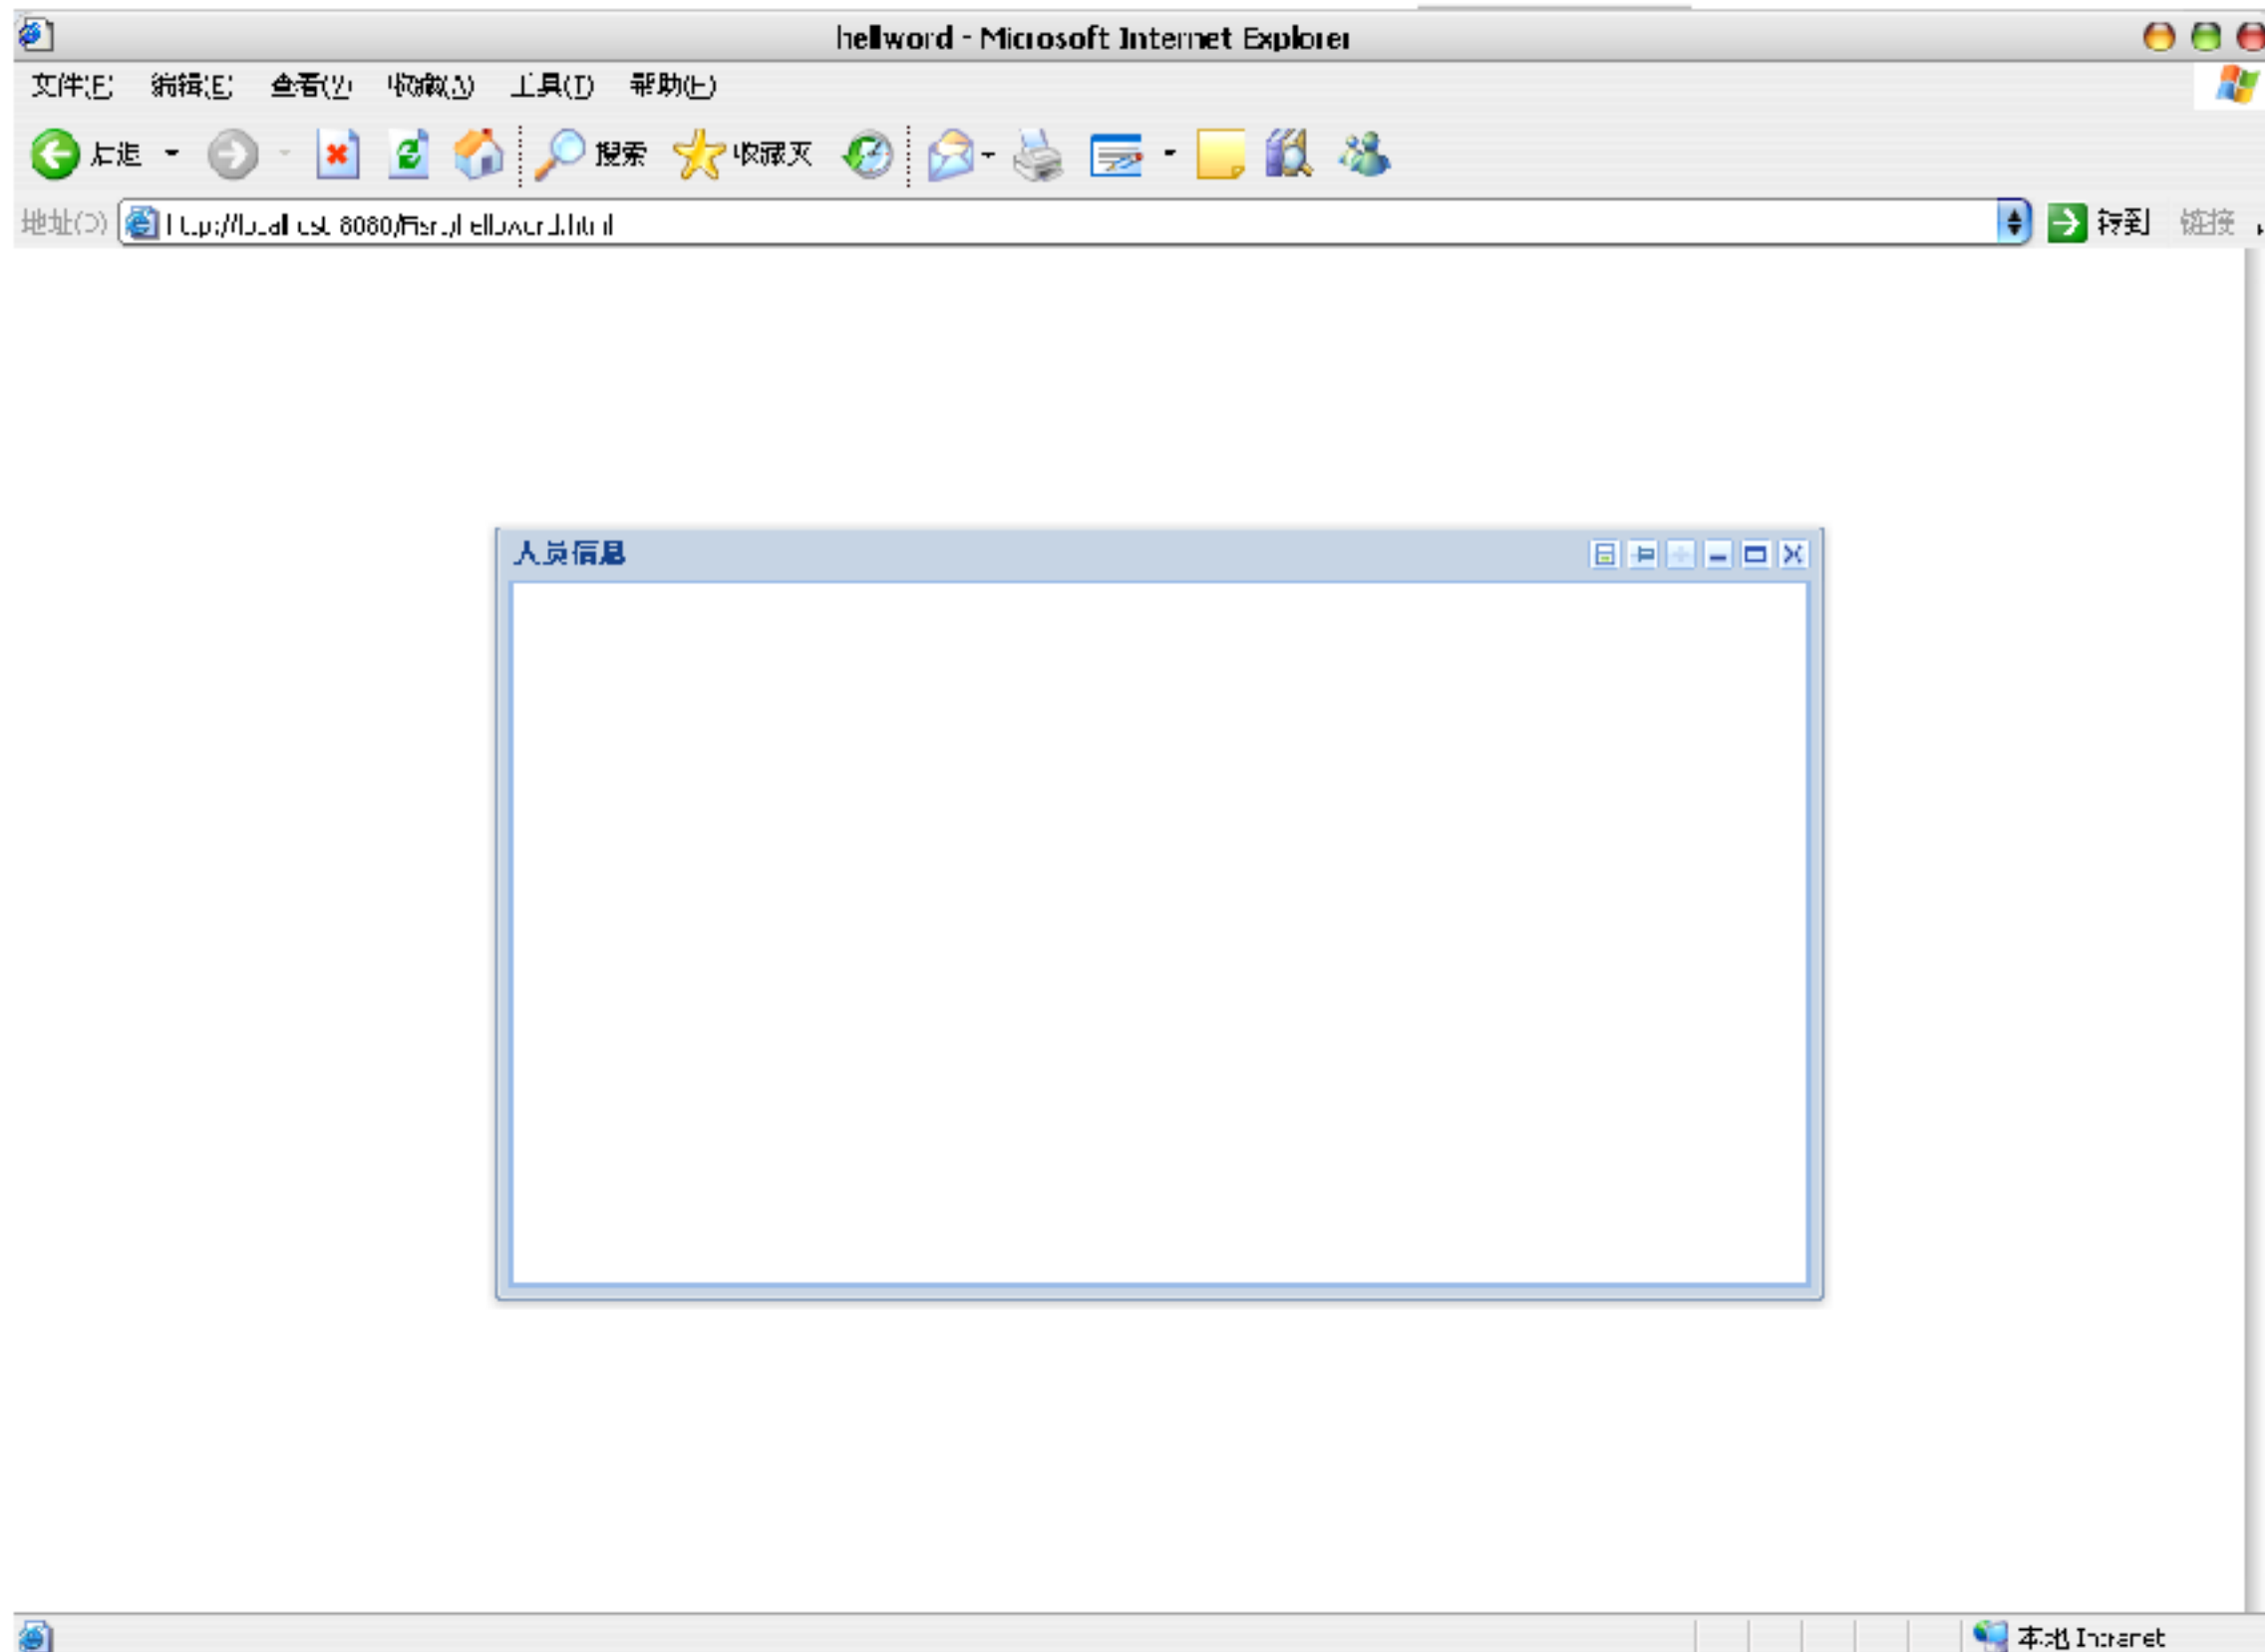 hellword - Microsoft Internet Explorer
文件(F) 编辑(E) 查看(V) 收藏(A) 工具(T) 帮助(H)
后退 搜索 收藏夹
地址(D) 转到 链接
人员信息
本地 Intranet